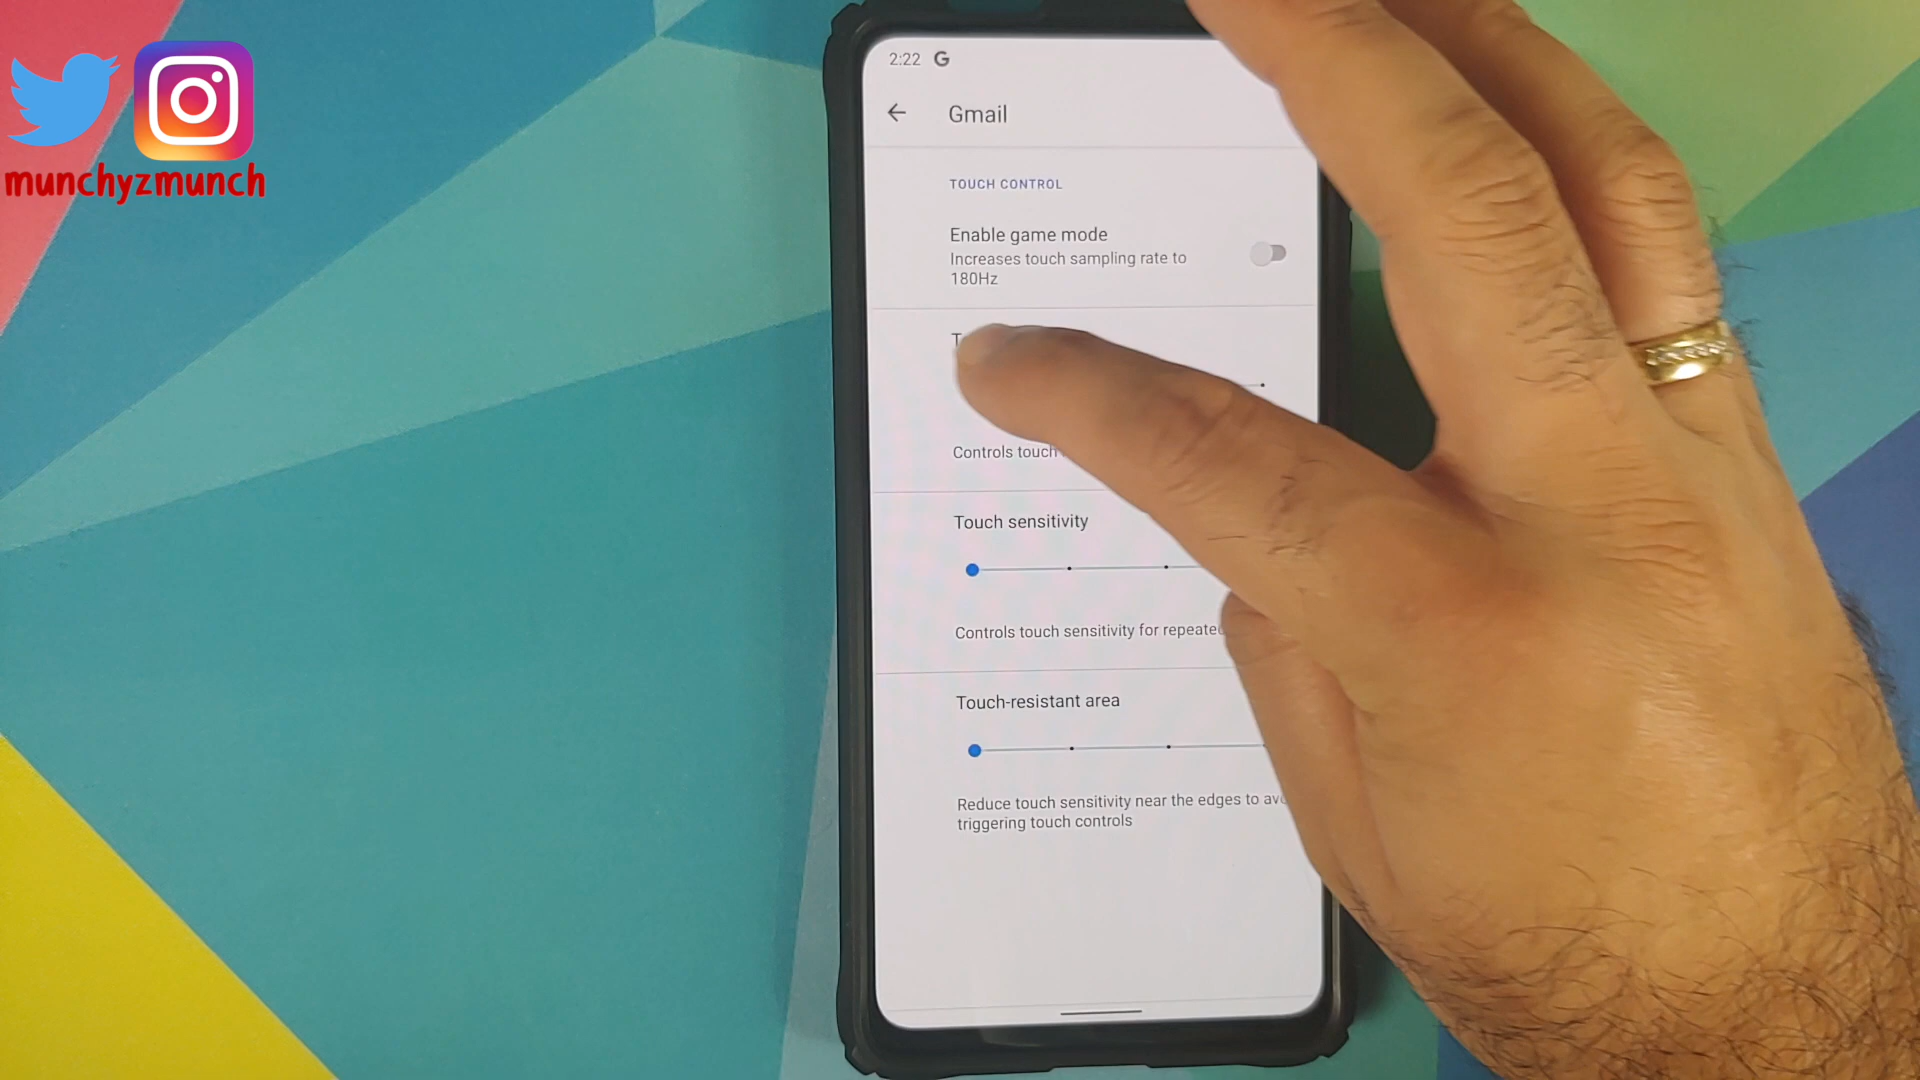 munchyzmunch
2:22 G
Gmail
TOUCH CONTROL
Enable game mode
Increases touch sampling rate to
180Hz
Controls touch
Touch sensitivity
Controls touch sensitivity for repeated
Touch-resistant area
Reduce touch sensitivity near the edges to
triggering touch controls